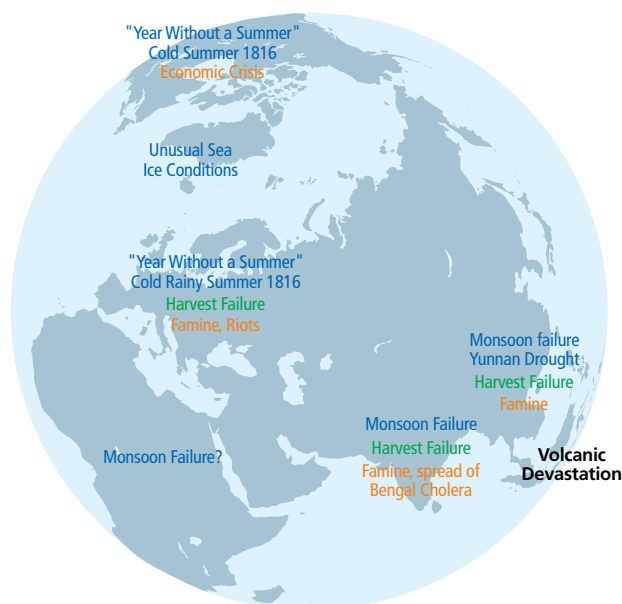 "Year Without a Summer"
Cold Summer 1816
Economic Crisis
Unusual Sea
Ice Conditions
"Year Without a Summer"
Cold Rainy Summer 1816
Harvest Failure
Famine, Riots
Monsoon failure
Yunnan Drought
Harvest Failure
Famine
Monsoon Failure
Harvest Failure
Famine, spread of
Bengal Cholera
Monsoon Failure?
Volcanic
Devastation